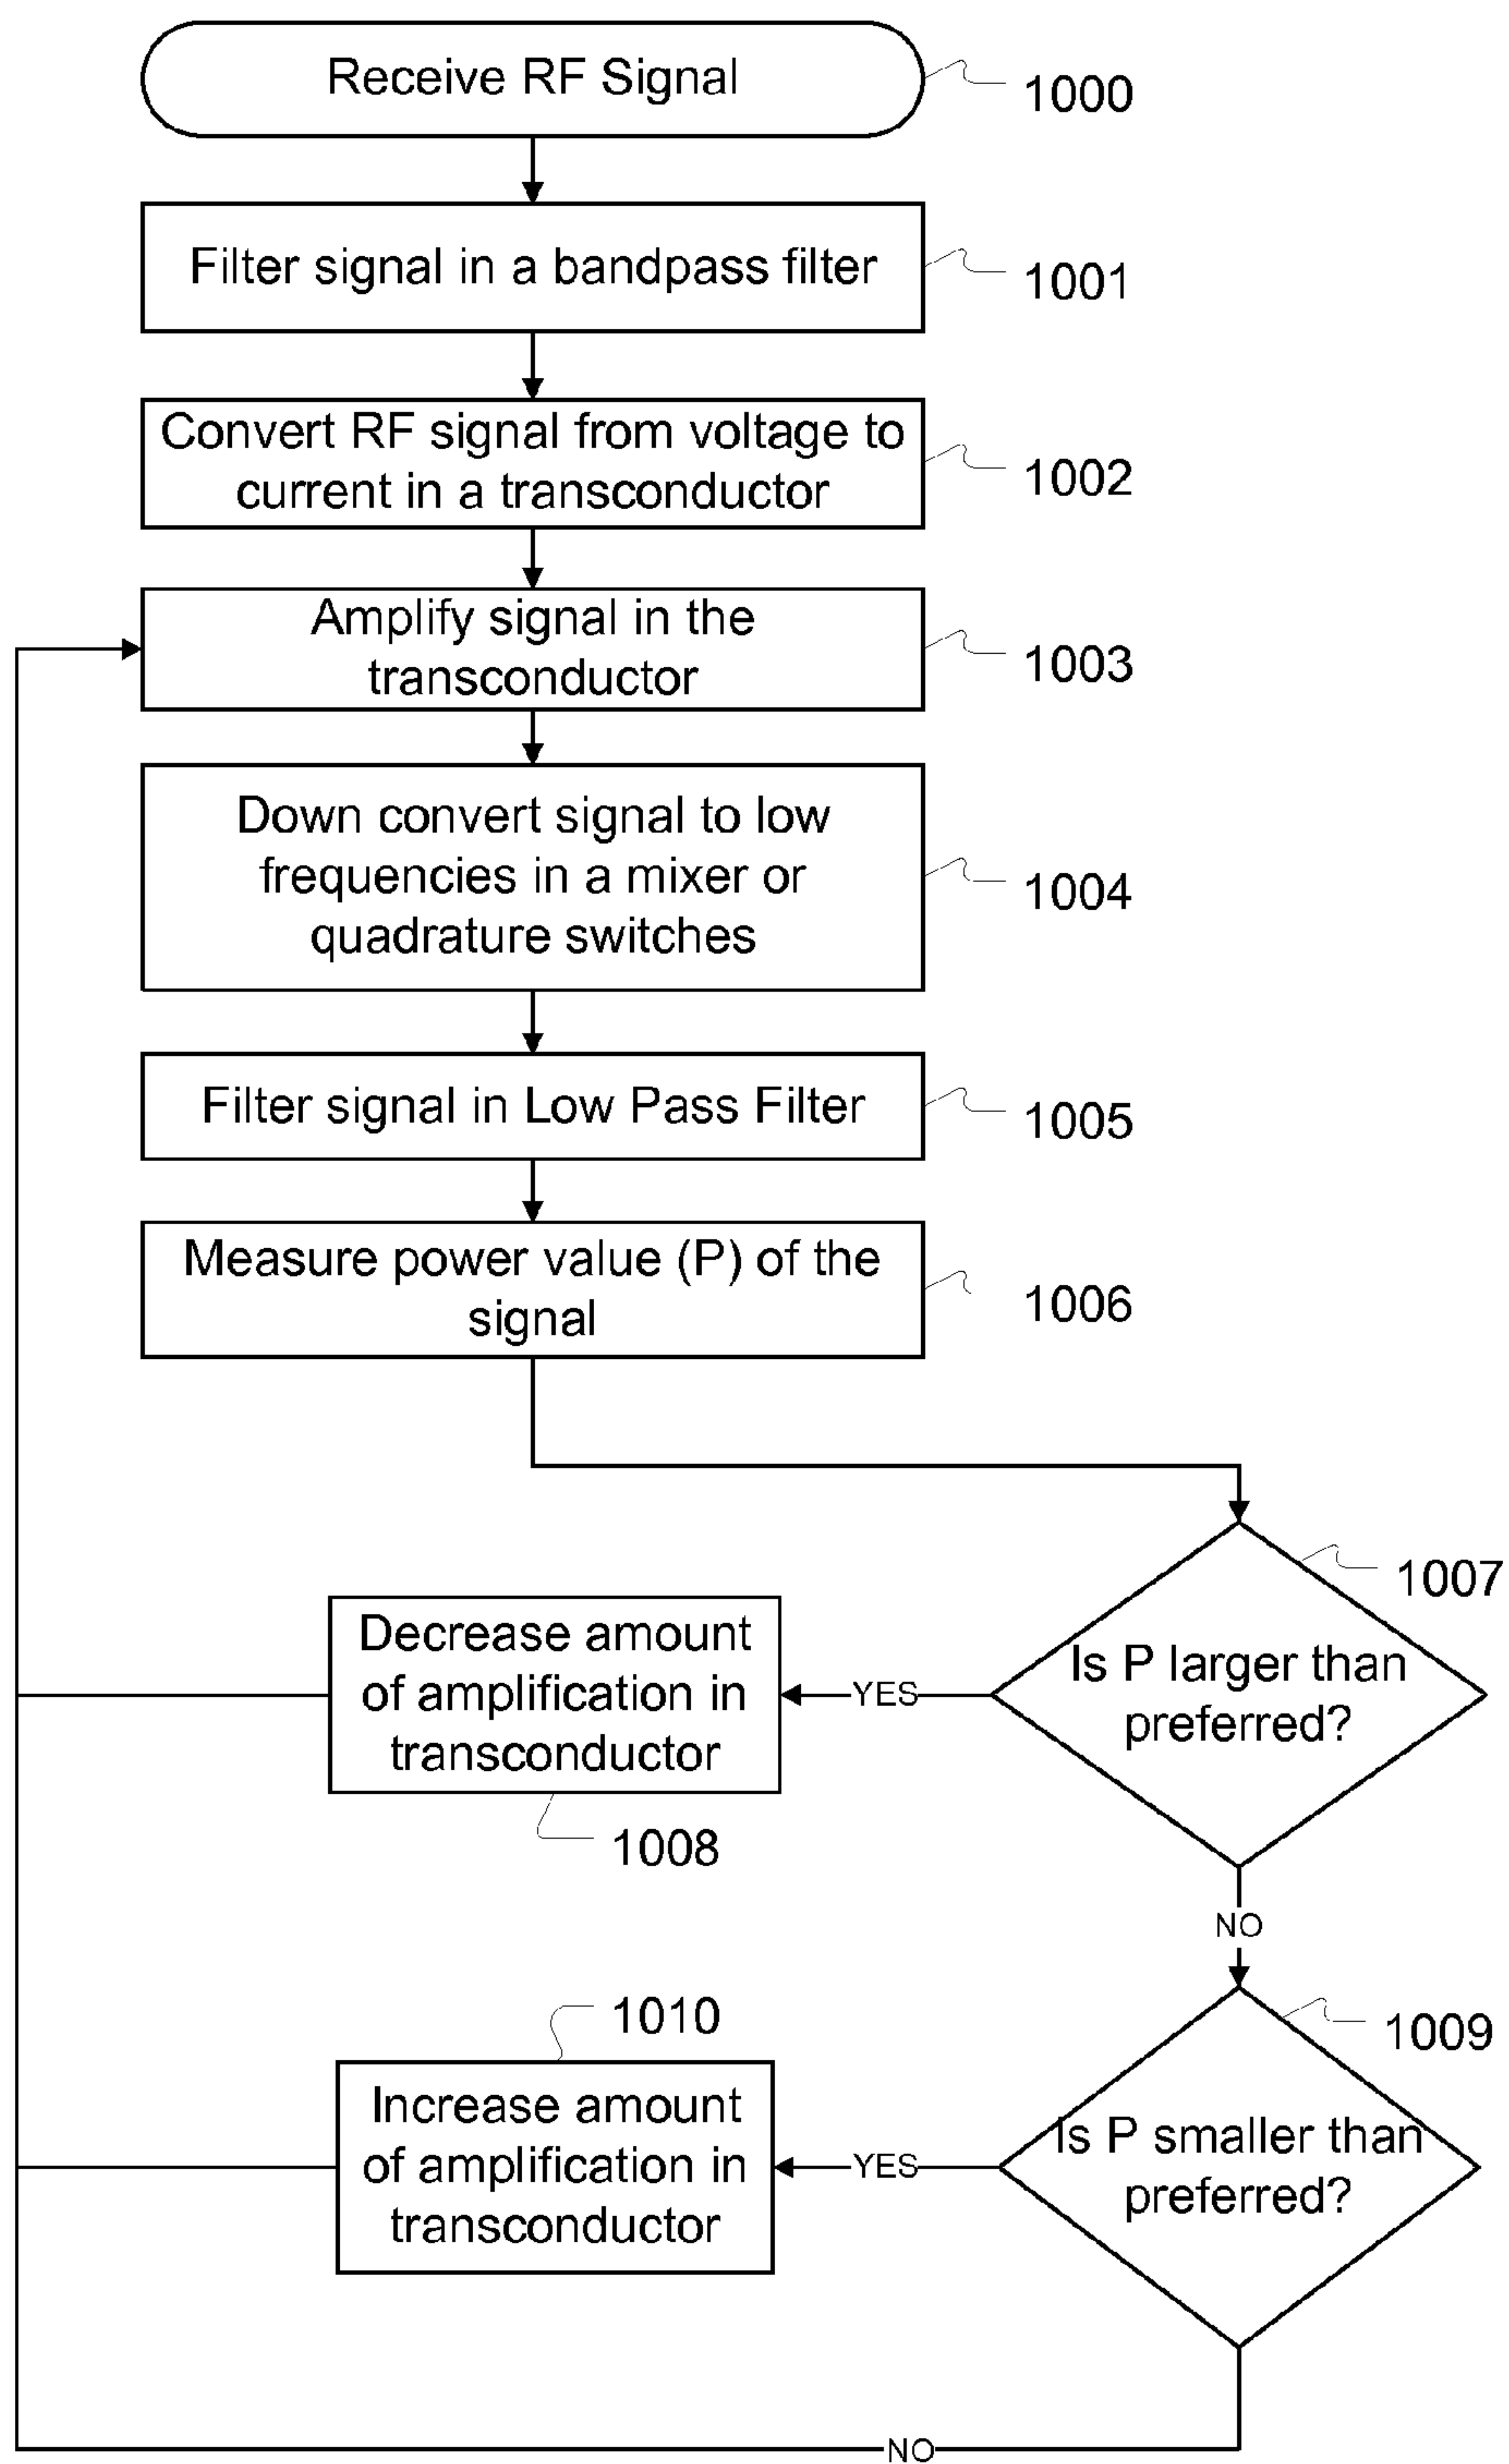 Receive RF Signal
1000
Filter signal in a bandpass filter
1001
Convert RF signal from voltage to
current in a transconductor
1002
Amplify signal in the
transconductor
1003
Down convert signal to low
frequencies in a mixer or
quadrature switches
1004
Filter signal in Low Pass Filter
1005
Measure power value (P) of the
signal
1006
1007
Is P larger than
preferred?
YES
Decrease amount
of amplification in
transconductor
1008
NO
1009
Is P smaller than
preferred?
YES
1010
Increase amount
of amplification in
transconductor
NO